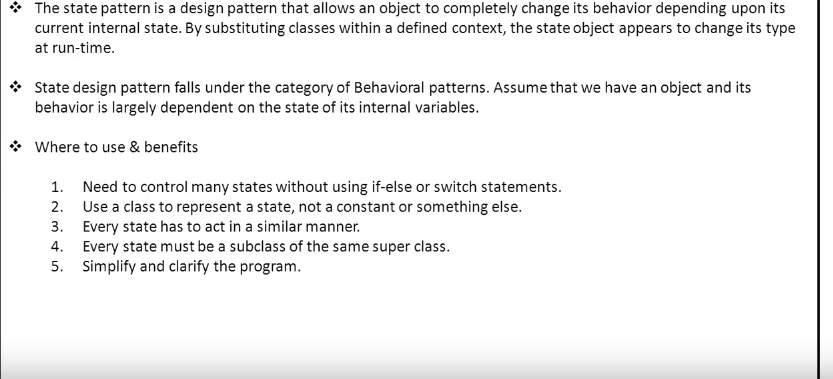 ❖ The state pattern is a design pattern that allows an object to completely change its behavior depending upon its
current internal state. By substituting classes within a defined context, the state object appears to change its type
at run-time.
❖ State design pattern falls under the category of Behavioral patterns. Assume that we have an object and its
behavior is largely dependent on the state of its internal variables.
❖ Where to use & benefits
1. Need to control many states without using if-else or switch statements.
2. Use a class to represent a state, not a constant or something else.
3. Every state has to act in a similar manner.
4. Every state must be a subclass of the same super class.
5. Simplify and clarify the program.